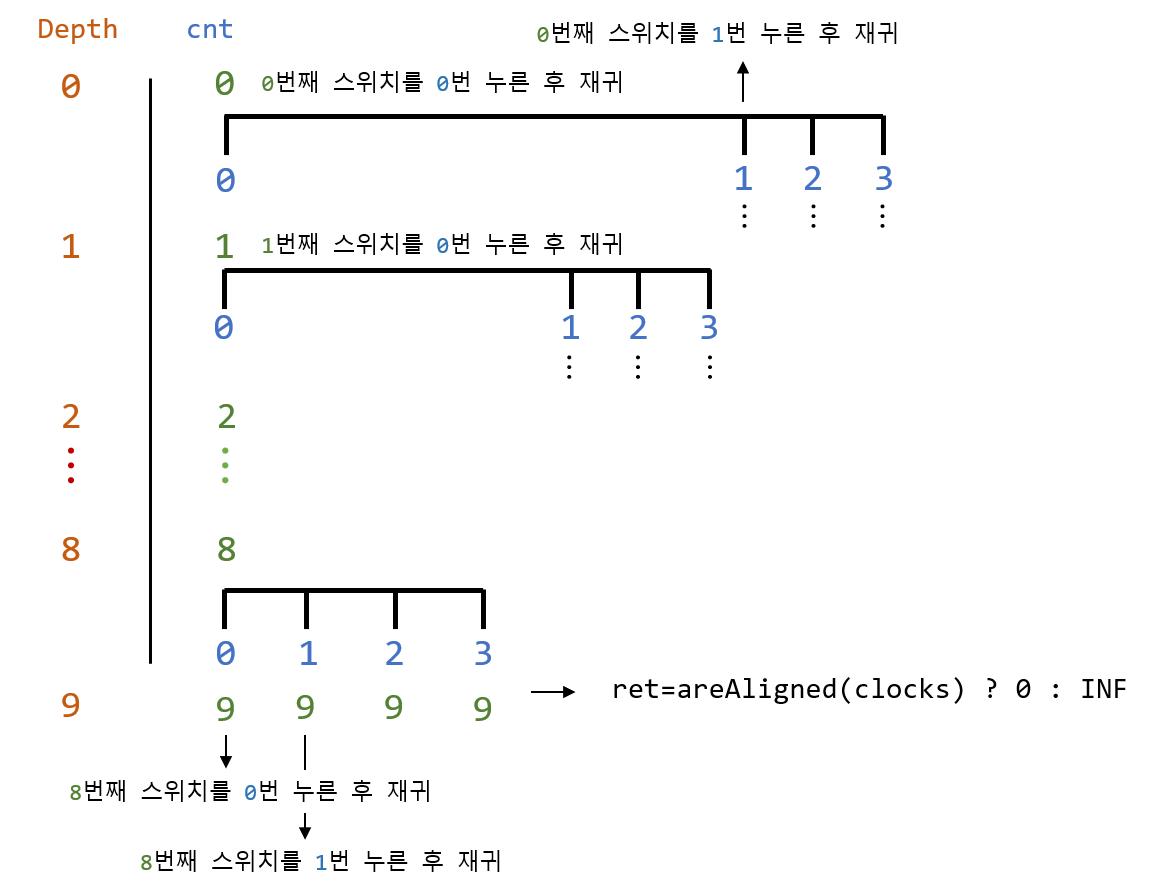 Depth cnt
0번째 스위치를 1번 누른 후 재귀
0 0 0번째 스위치를 0번 누른 후 재귀
0 1 2 3
1 1 1번째 스위치를 0번 누른 후 재귀
0 1 2 3
2 2
8 8
0 1 2 3
9 9 9 9 9 ret=areAligned(clocks) ? 0 : INF
8번째 스위치를 0번 누른 후 재귀
8번째 스위치를 1번 누른 후 재귀